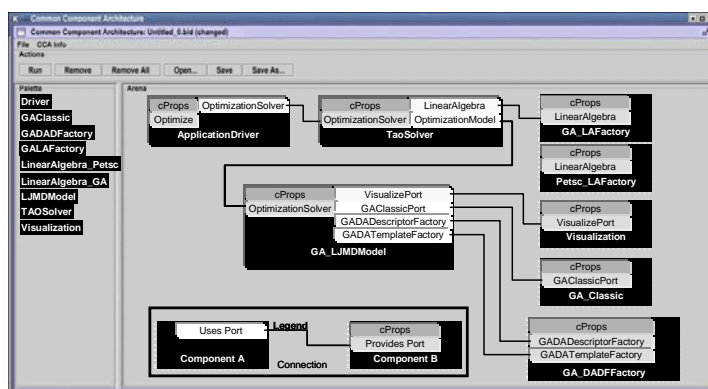 Common Component Architecture
Common Component Architecture: Untitled_0.bld (changed)
File CCA Info
Actions
Run Remove Remove All Open... Save Save As...
Palette
Driver
GAClassic
GADADFactory
GALAFactory
LinearAlgebra_Petsc
LinearAlgebra_GA
LJMDModel
TAOSolver
Visualization
Arena
cProps OptimizationSolver
Optimize
ApplicationDriver
cProps LinearAlgebra
OptimizationSolver OptimizationModel
TaoSolver
cProps
LinearAlgebra
GA_LAFactory
cProps
LinearAlgebra
Petsc_LAFactory
cProps VisualizePort
OptimizationSolver GAClassicPort
GADADescriptorFactory
GADATemplateFactory
GA_LJMDModel
cProps
VisualizePort
Visualization
cProps
GAClassicPort
GA_Classic
cProps
GADADescriptorFactory
GADATemplateFactory
GA_DADFFactory
Legend
Uses Port
Component A
Connection
cProps
Provides Port
Component B